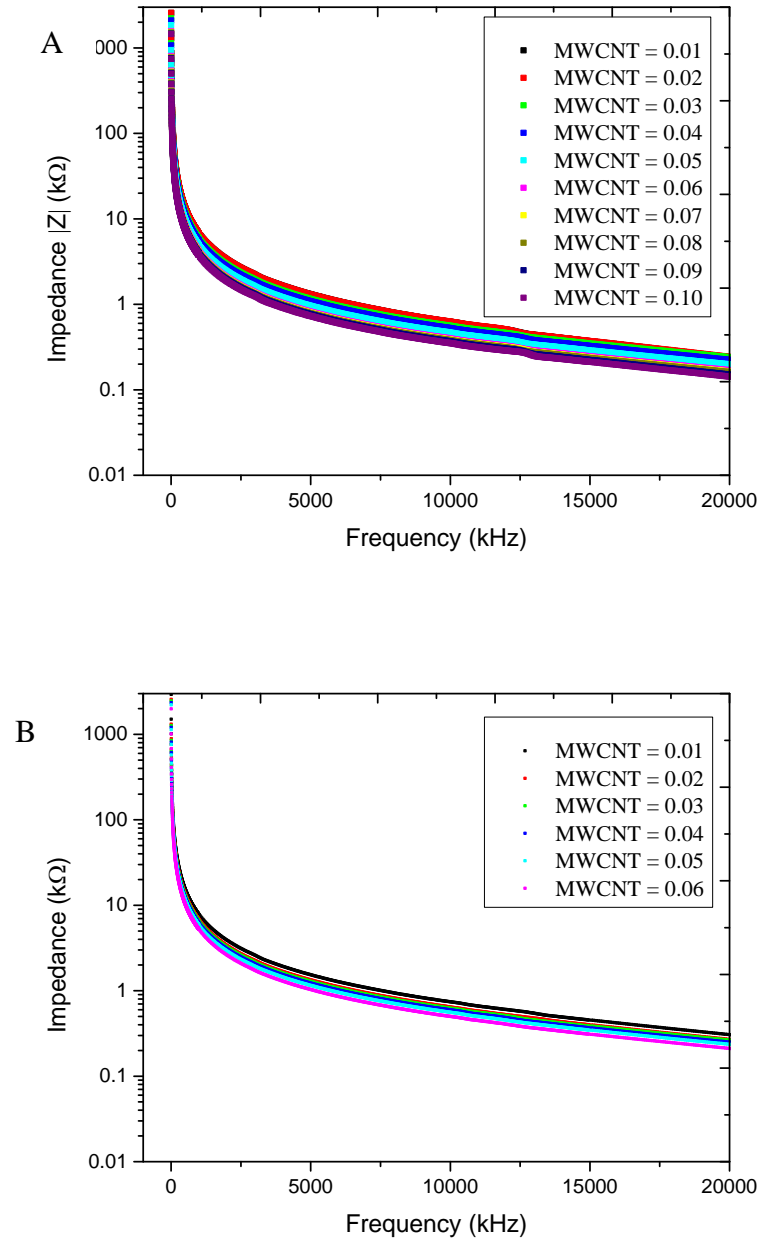 A
000
100
10
1
0.1
0.01
Impedance |Z| (kΩ)
MWCNT = 0.01
MWCNT = 0.02
MWCNT = 0.03
MWCNT = 0.04
MWCNT = 0.05
MWCNT = 0.06
MWCNT = 0.07
MWCNT = 0.08
MWCNT = 0.09
MWCNT = 0.10
0 5000 10000 15000 20000
Frequency (kHz)
B
1000
100
10
1
0.1
0.01
Impedance (kΩ)
MWCNT = 0.01
MWCNT = 0.02
MWCNT = 0.03
MWCNT = 0.04
MWCNT = 0.05
MWCNT = 0.06
0 5000 10000 15000 20000
Frequency (kHz)